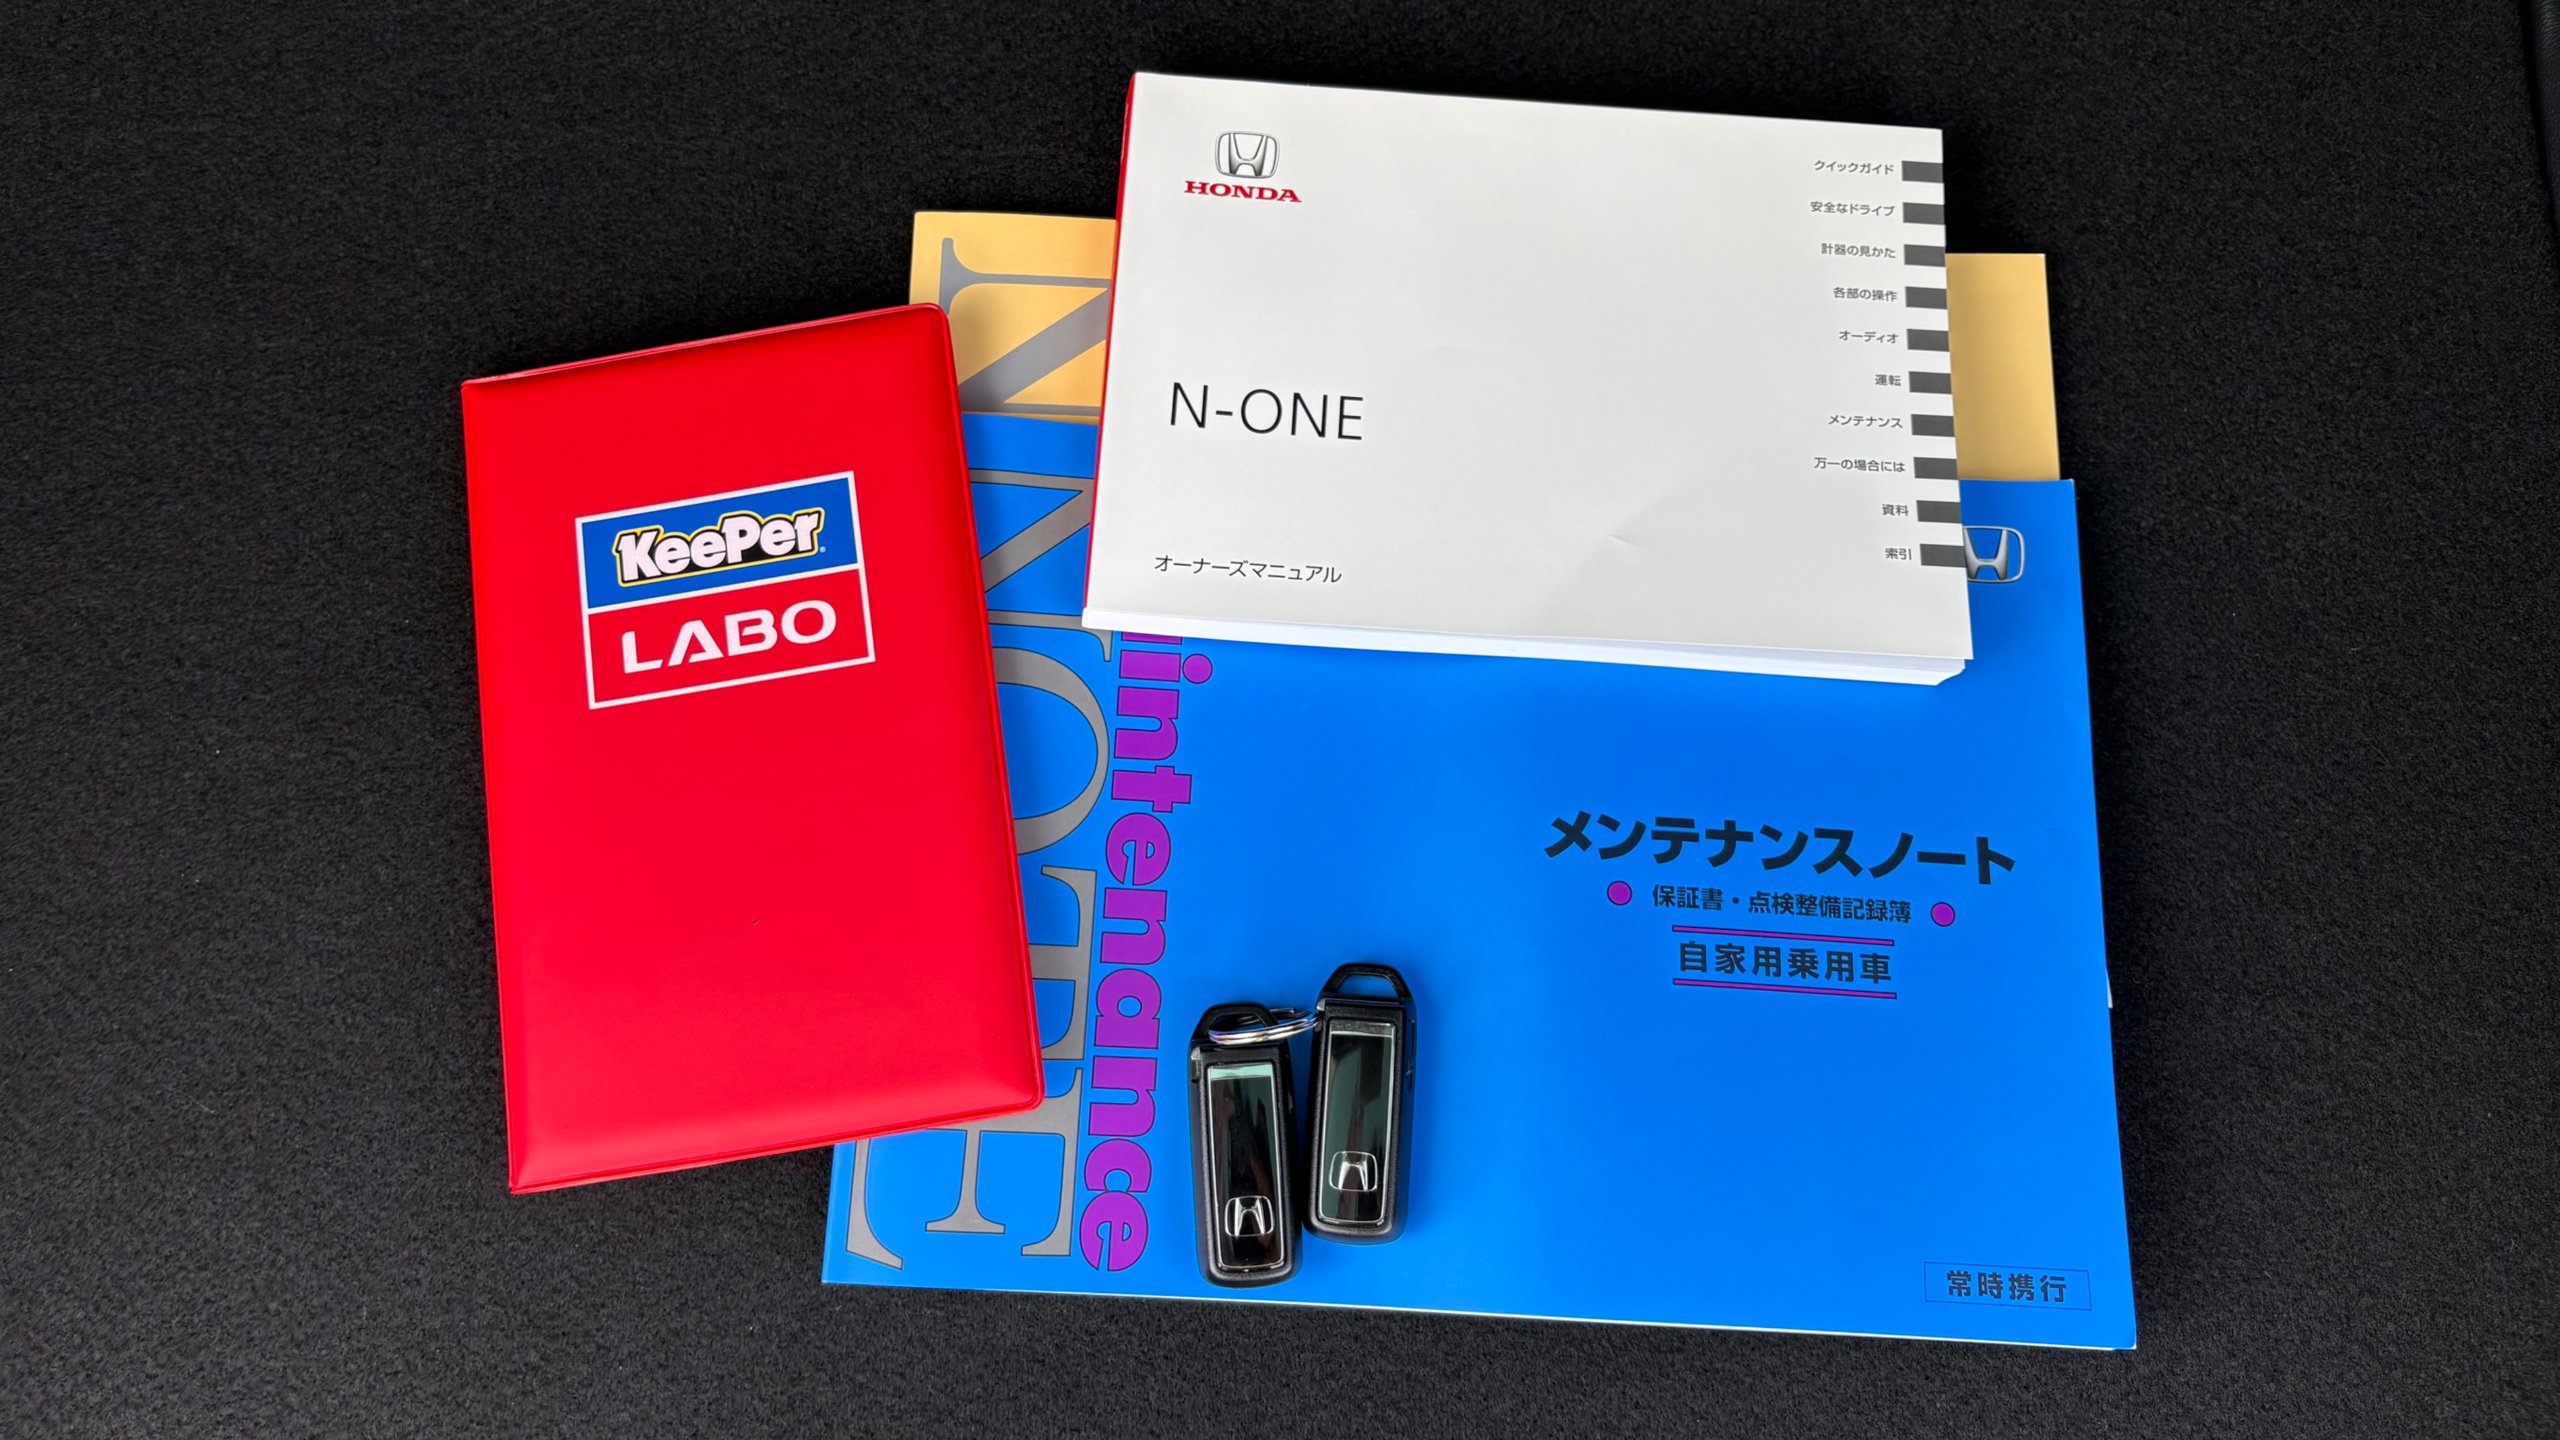 HONDA
N-ONE
オーナーズマニュアル
クイックガイド
安全なドライブ
計器の見かた
各部の操作
オーディオ
運転
メンテナンス
万一の場合には
資料
索引
KeePer
LABO
メンテナンスノート
保証書・点検整備記録簿
自家用乗用車
常時携行
intenance
NOTE
N